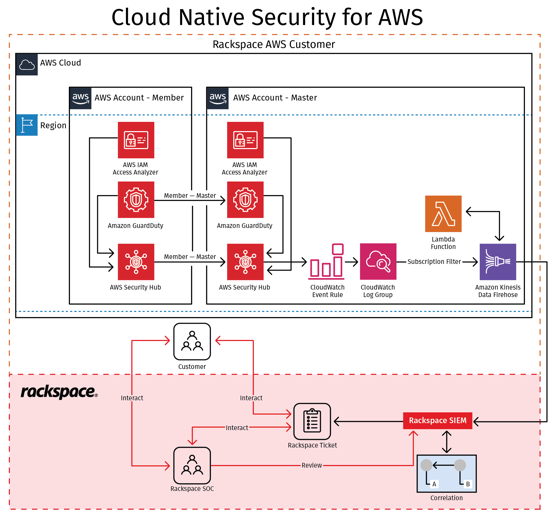 Cloud Native Security for AWS
Rackspace AWS Customer
AWS Cloud
aws
AWS Account - Member
aws
AWS Account - Master
Region
AWS IAM
Access Analyzer
AWS IAM
Access Analyzer
Member — Master
Amazon GuardDuty
Amazon GuardDuty
Lambda
Function
Member — Master
Subscription Filter
AWS Security Hub
AWS Security Hub
CloudWatch
Event Rule
CloudWatch
Log Group
Amazon Kinesis
Data Firehose
Customer
rackspace®
Interact
Interact
Rackspace SIEM
Interact
Rackspace Ticket
Review
Rackspace SOC
A
B
Correlation